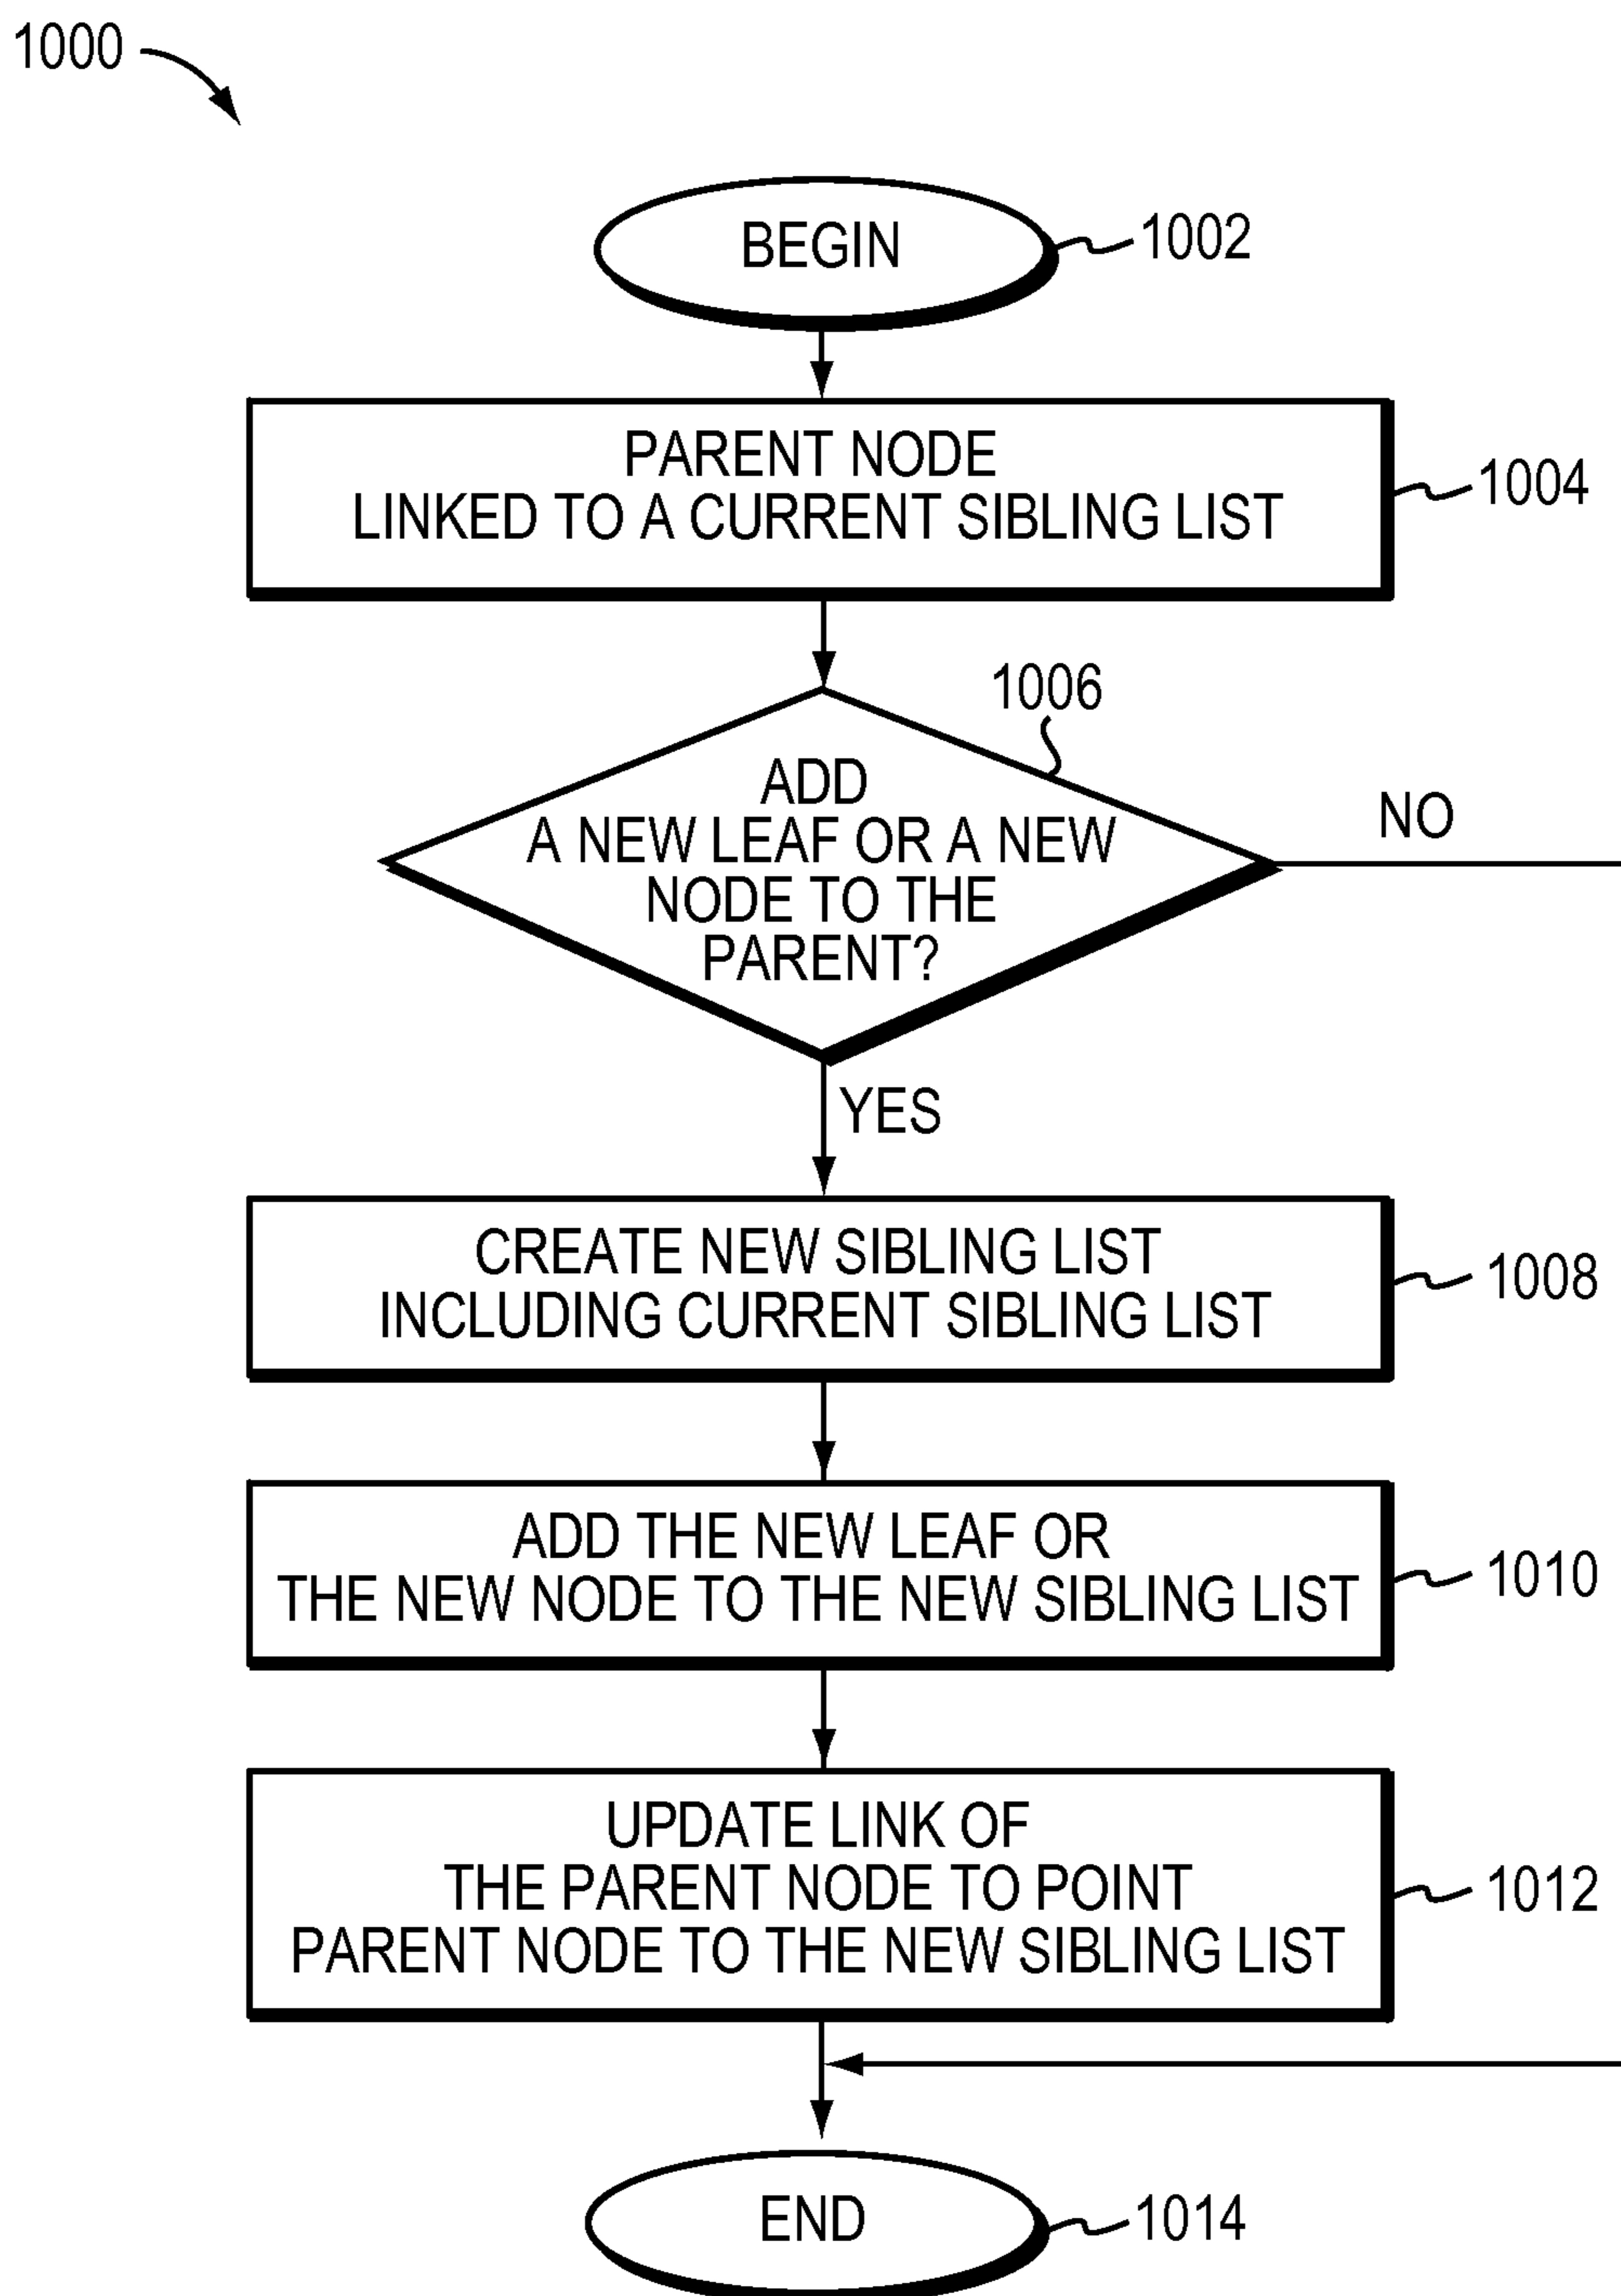 1000
BEGIN
1002
PARENT NODE
LINKED TO A CURRENT SIBLING LIST
1004
1006
ADD
A NEW LEAF OR A NEW
NODE TO THE
PARENT?
NO
YES
CREATE NEW SIBLING LIST
INCLUDING CURRENT SIBLING LIST
1008
ADD THE NEW LEAF OR
THE NEW NODE TO THE NEW SIBLING LIST
1010
UPDATE LINK OF
THE PARENT NODE TO POINT
PARENT NODE TO THE NEW SIBLING LIST
1012
END
1014